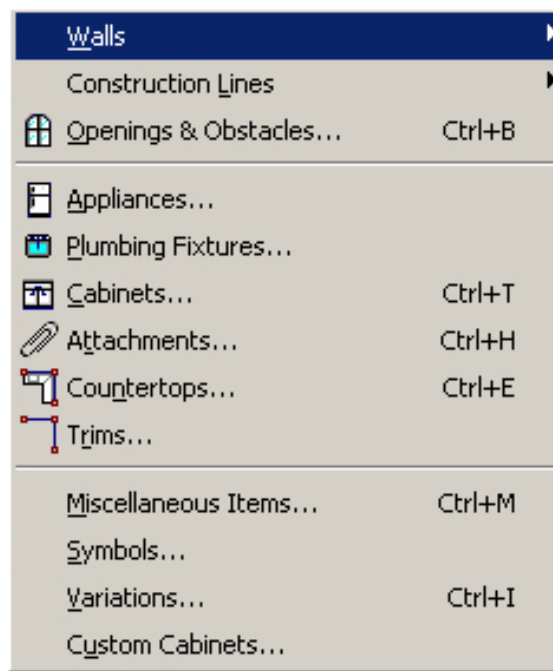 Walls
Construction Lines
Openings & Obstacles... Ctrl+B
Appliances...
Plumbing Fixtures...
Cabinets... Ctrl+T
Attachments... Ctrl+H
Countertops... Ctrl+E
Trims...
Miscellaneous Items... Ctrl+M
Symbols...
Variations... Ctrl+I
Custom Cabinets...